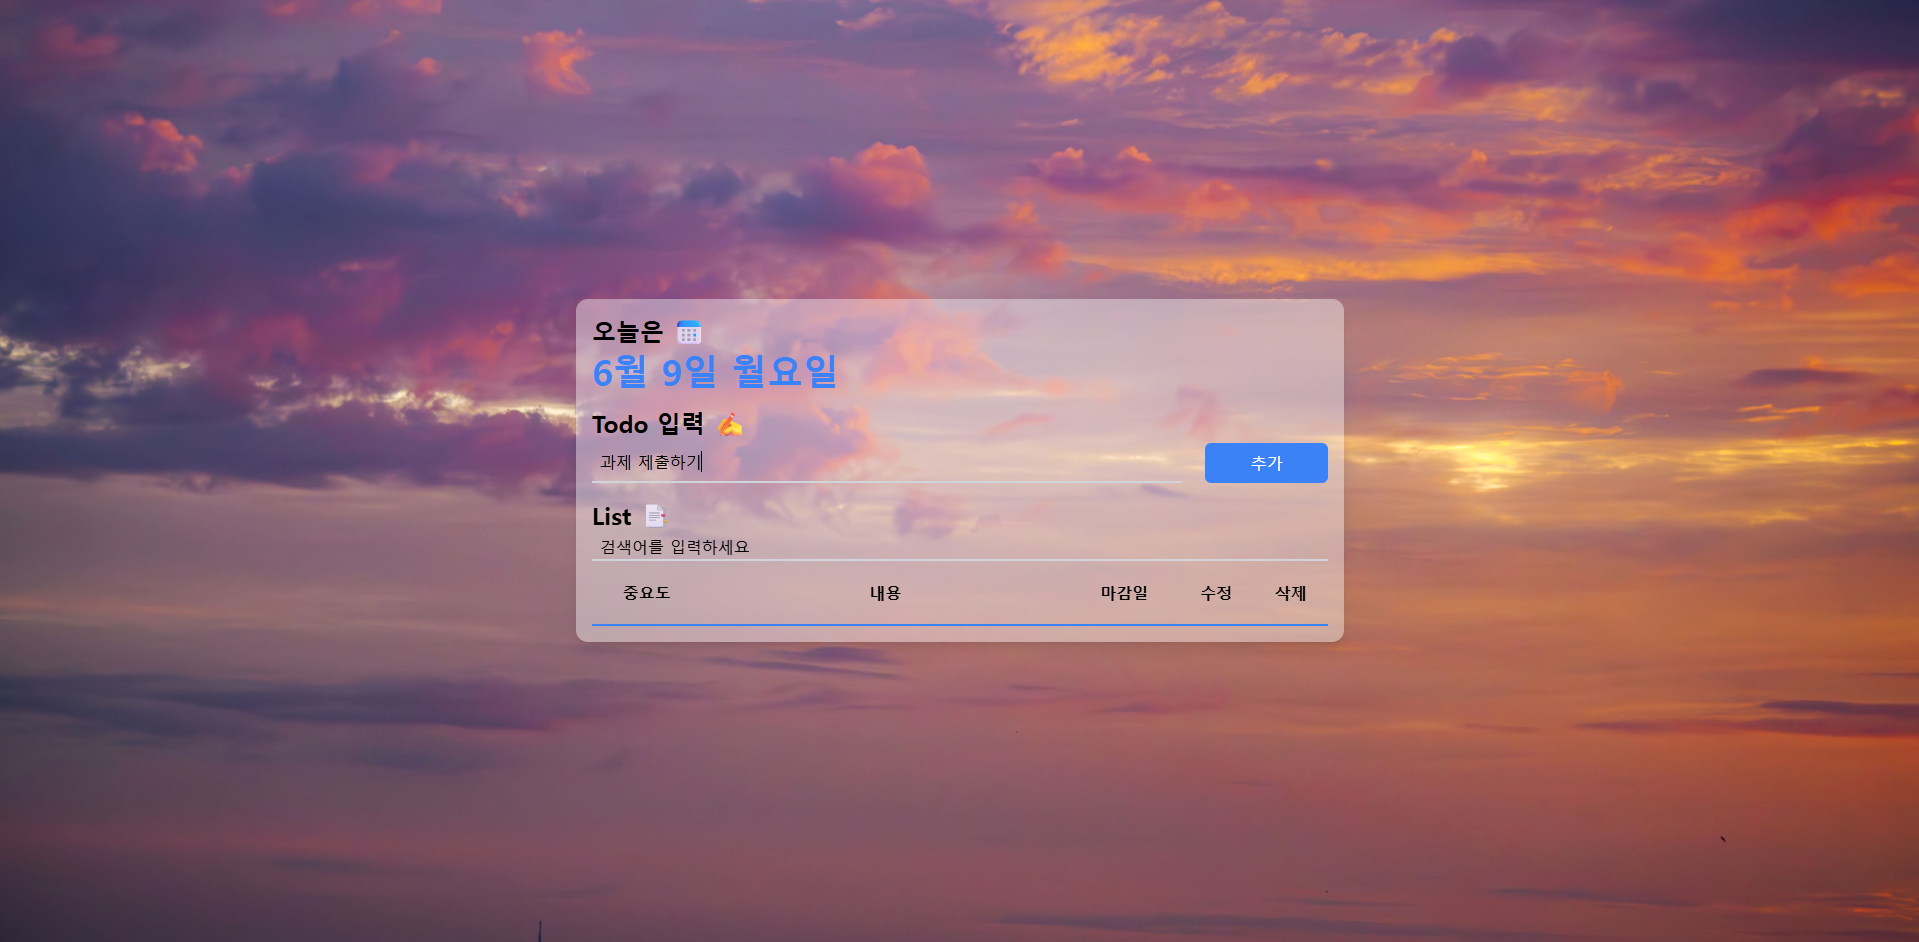 오늘은 📅
6월 9일 월요일
Todo 입력 ✍️
과제 제출하기
추가
List 📑
검색어를 입력하세요
중요도 내용 마감일 수정 삭제